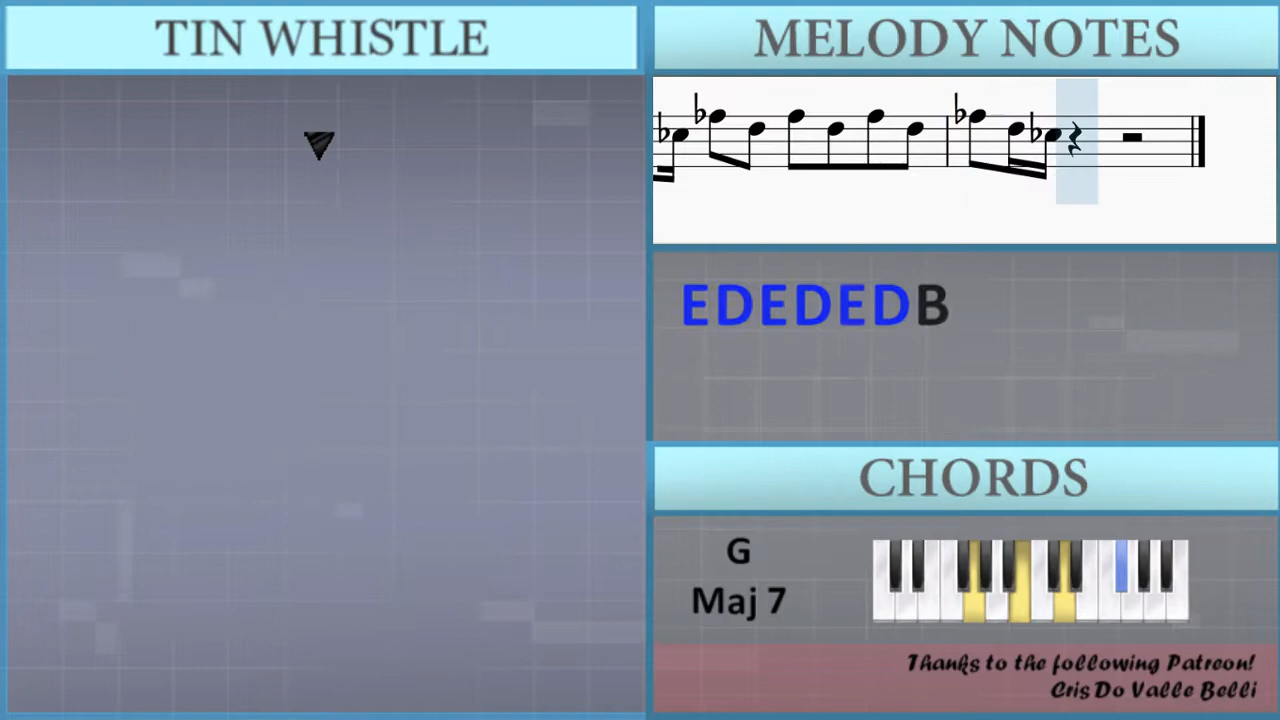 TIN WHISTLE
MELODY NOTES
EDEDEDB
CHORDS
G
Maj 7
Thanks to the following Patreon!
Cris Do Valle Belli